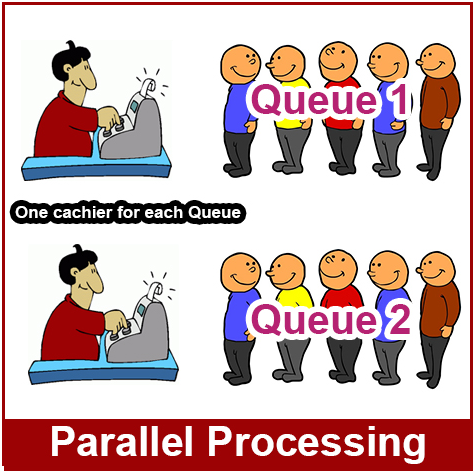 Queue 1
One cachier for each Queue
Queue 2
Parallel Processing